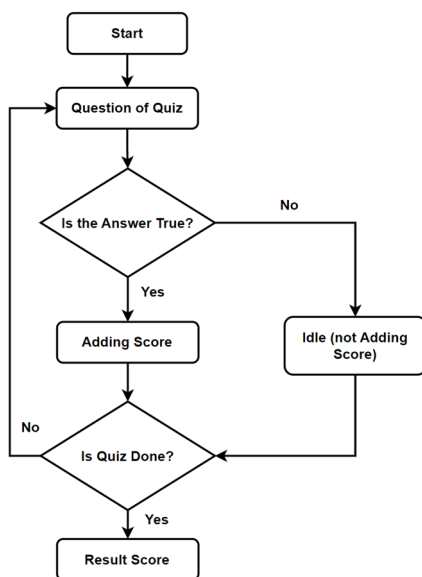 Start
Question of Quiz
Is the Answer True?
No
Yes
Adding Score
Idle (not Adding
Score)
No
Is Quiz Done?
Yes
Result Score